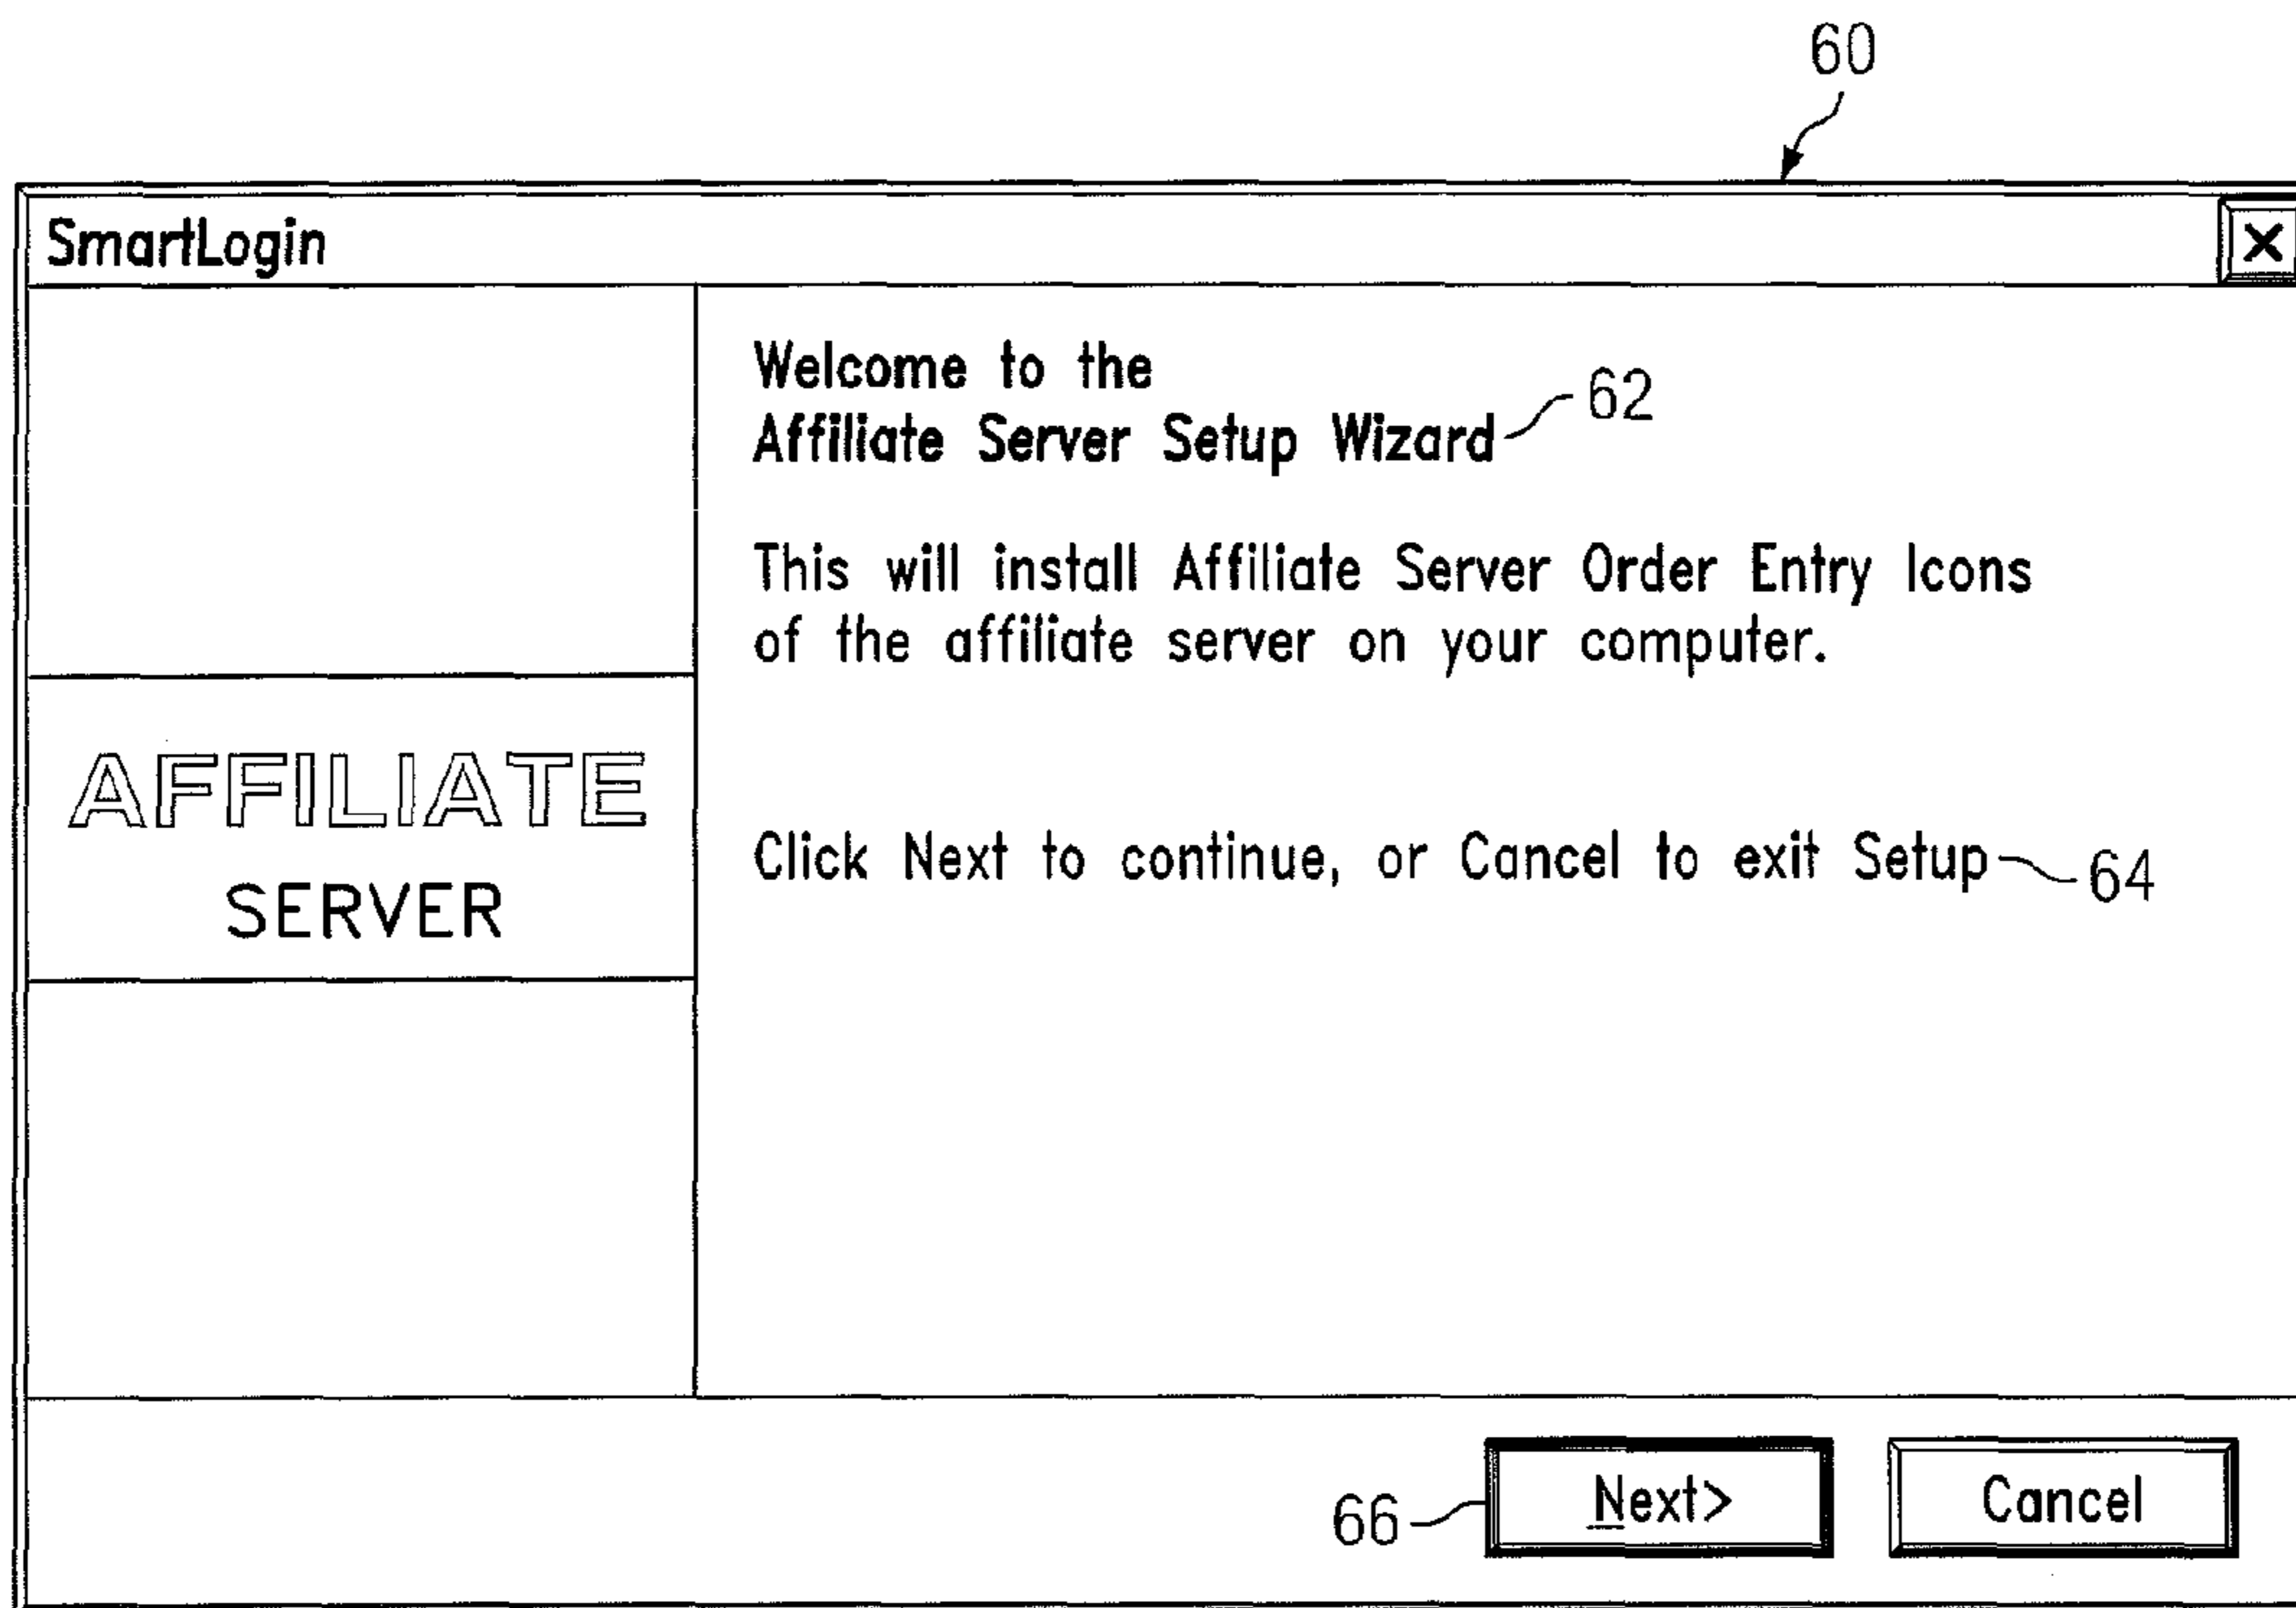 60
SmartLogin
X
Welcome to the
Affiliate Server Setup Wizard 62
This will install Affiliate Server Order Entry Icons
of the affiliate server on your computer.
AFFILIATE
SERVER
Click Next to continue, or Cancel to exit Setup 64
66 Next> Cancel